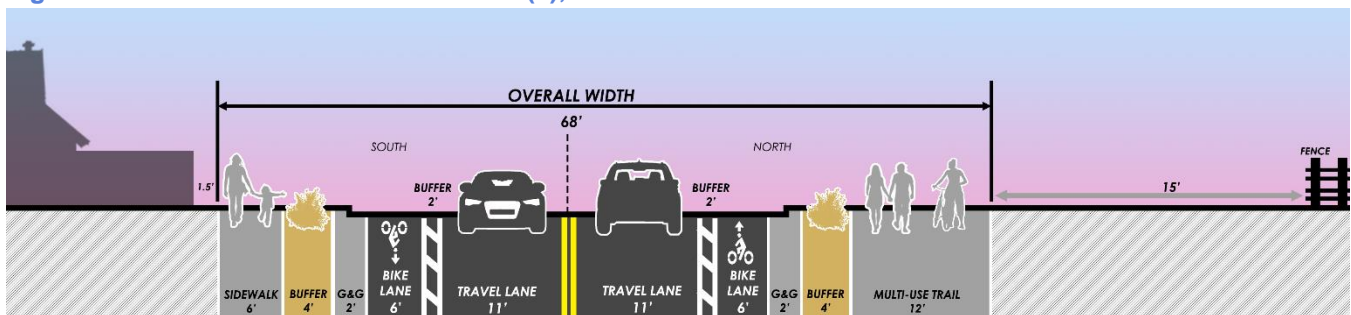 OVERALL WIDTH
68'
SOUTH
NORTH
FENCE
1.5'
BUFFER
2'
BUFFER
2'
15'
SIDEWALK
6'
BUFFER
4'
G&G
2'
BIKE
LANE
6'
TRAVEL LANE
11'
TRAVEL LANE
11'
BIKE
LANE
6'
G&G
2'
BUFFER
4'
MULTI-USE TRAIL
12'